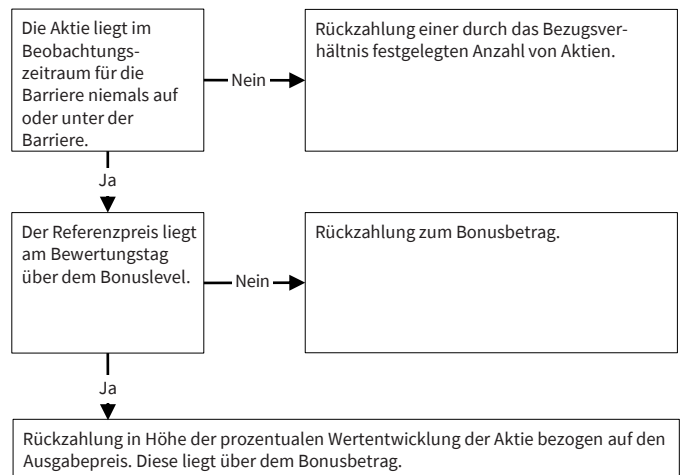 Die Aktie liegt im
Beobachtungs-
zeitraum für die
Barriere niemals auf
oder unter der
Barriere.
Nein
Rückzahlung einer durch das Bezugsver-
hältnis festgelegten Anzahl von Aktien.
Ja
Der Referenzpreis liegt
am Bewertungstag
über dem Bonuslevel.
Nein
Rückzahlung zum Bonusbetrag.
Ja
Rückzahlung in Höhe der prozentualen Wertentwicklung der Aktie bezogen auf den
Ausgabepreis. Diese liegt über dem Bonusbetrag.